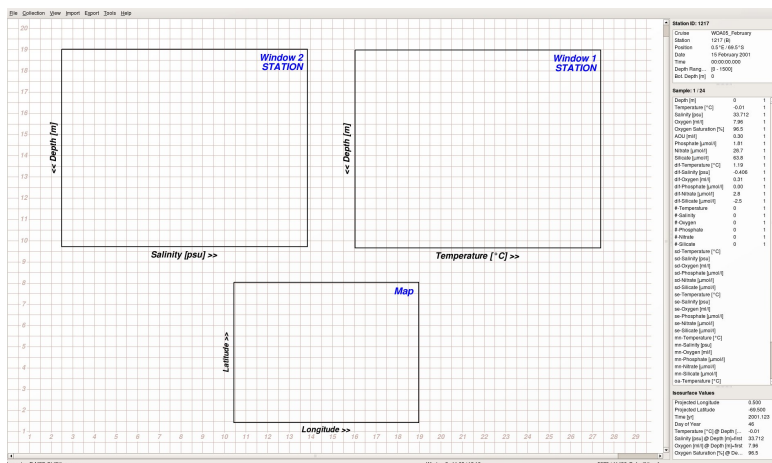 File Collection View Import Export Tools Help
Station ID: 1217
Cruise WOA05_February
Station 1217 (B)
Position 0.5°E / 69.5°S
Date 15 February 2001
Time 00:00:00.000
Depth Rang... [0 - 1500]
Bot. Depth [m] 0
Sample: 1 / 24
Depth [m] 0 1
Temperature [°C] -0.01 1
Salinity [psu] 33.712 1
Oxygen [ml/l] 7.96 1
Oxygen Saturation [%] 96.5 1
AOU [ml/l] 0.30 1
Phosphate [µmol/l] 1.81 1
Nitrate [µmol/l] 26.7 1
Silicate [µmol/l] 63.8 1
dif-Temperature [°C] 1.19 1
dif-Salinity [psu] -0.406 1
dif-Oxygen [ml/l] 0.31 1
dif-Phosphate [µmol/l] 0.00 1
dif-Nitrate [µmol/l] 2.8 1
dif-Silicate [µmol/l] -2.5 1
#-Temperature 0 1
#-Salinity 0 1
#-Oxygen 0 1
#-Phosphate 0 1
#-Nitrate 0 1
#-Silicate 0 1
sd-Temperature [°C]
sd-Salinity [psu]
sd-Oxygen [ml/l]
sd-Phosphate [µmol/l]
sd-Nitrate [µmol/l]
sd-Silicate [µmol/l]
se-Temperature [°C]
se-Salinity [psu]
se-Oxygen [ml/l]
se-Phosphate [µmol/l]
se-Nitrate [µmol/l]
se-Silicate [µmol/l]
mn-Temperature [°C]
mn-Salinity [psu]
mn-Oxygen [ml/l]
mn-Phosphate [µmol/l]
mn-Nitrate [µmol/l]
mn-Silicate [µmol/l]
oa-Temperature [°C]
Isosurface Values
Projected Longitude 0.500
Projected Latitude -69.500
Time [yr] 2001.123
Day of Year 46
Temperature [°C] @ Depth [... -0.01
Salinity [psu] @ Depth [m]=first 33.712
Oxygen [ml/l] @ Depth [m]=first 7.96
Oxygen Saturation [%] @ De... 96.5
Window 2
STATION
<< Depth [m]
Salinity [psu] >>
Window 1
STATION
<< Depth [m]
Temperature [°C] >>
Map
Latitude >>
Longitude >>
20
19
18
17
16
15
14
13
12
11
10
9
8
7
6
5
4
3
2
1
1 2 3 4 5 6 7 8 9 10 11 12 13 14 15 16 17 18 19 20 21 22 23 24 25 26 27 28 29